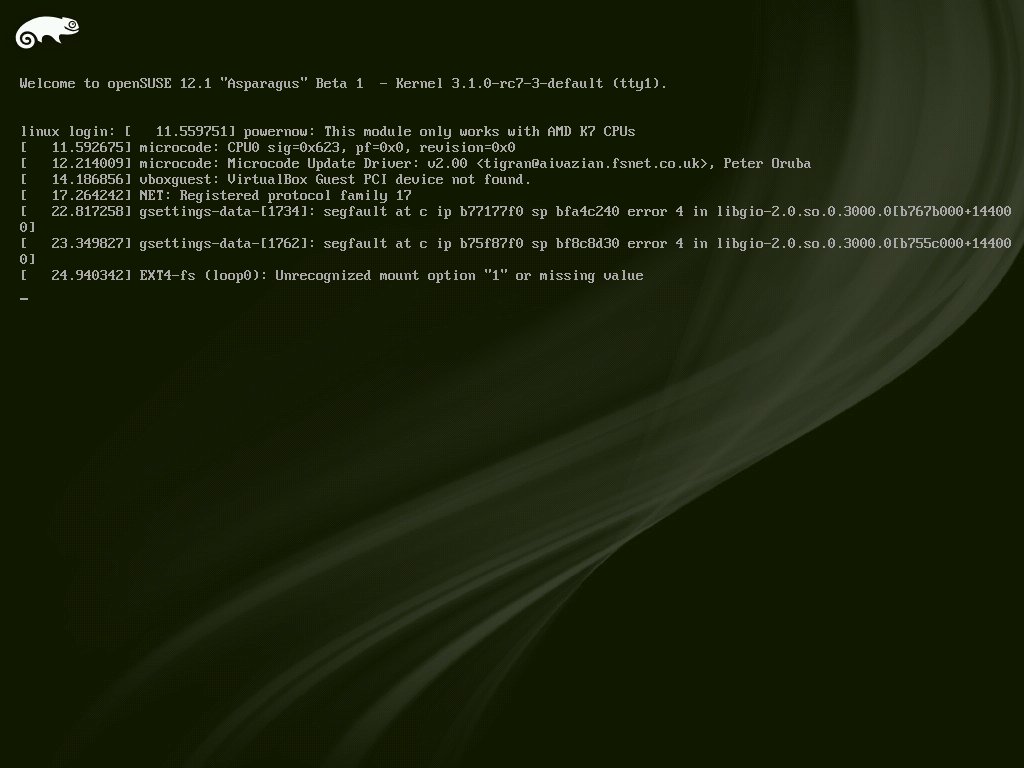 Welcome to openSUSE 12.1 "Asparagus" Beta 1  - Kernel 3.1.0-rc7-3-default (tty1).
linux login: [   11.559751] powernow: This module only works with AMD K7 CPUs
[   11.592675] microcode: CPU0 sig=0x623, pf=0x0, revision=0x0
[   12.214009] microcode: Microcode Update Driver: v2.00 <tigran@aivazian.fsnet.co.uk>, Peter Oruba
[   14.186856] vboxguest: VirtualBox Guest PCI device not found.
[   17.264242] NET: Registered protocol family 17
[   22.817258] gsettings-data-[1734]: segfault at c ip b77177f0 sp bfa4c240 error 4 in libgio-2.0.so.0.3000.0[b767b000+14400
0]
[   23.349827] gsettings-data-[1762]: segfault at c ip b75f87f0 sp bf8c8d30 error 4 in libgio-2.0.so.0.3000.0[b755c000+14400
0]
[   24.940342] EXT4-fs (loop0): Unrecognized mount option "1" or missing value
_